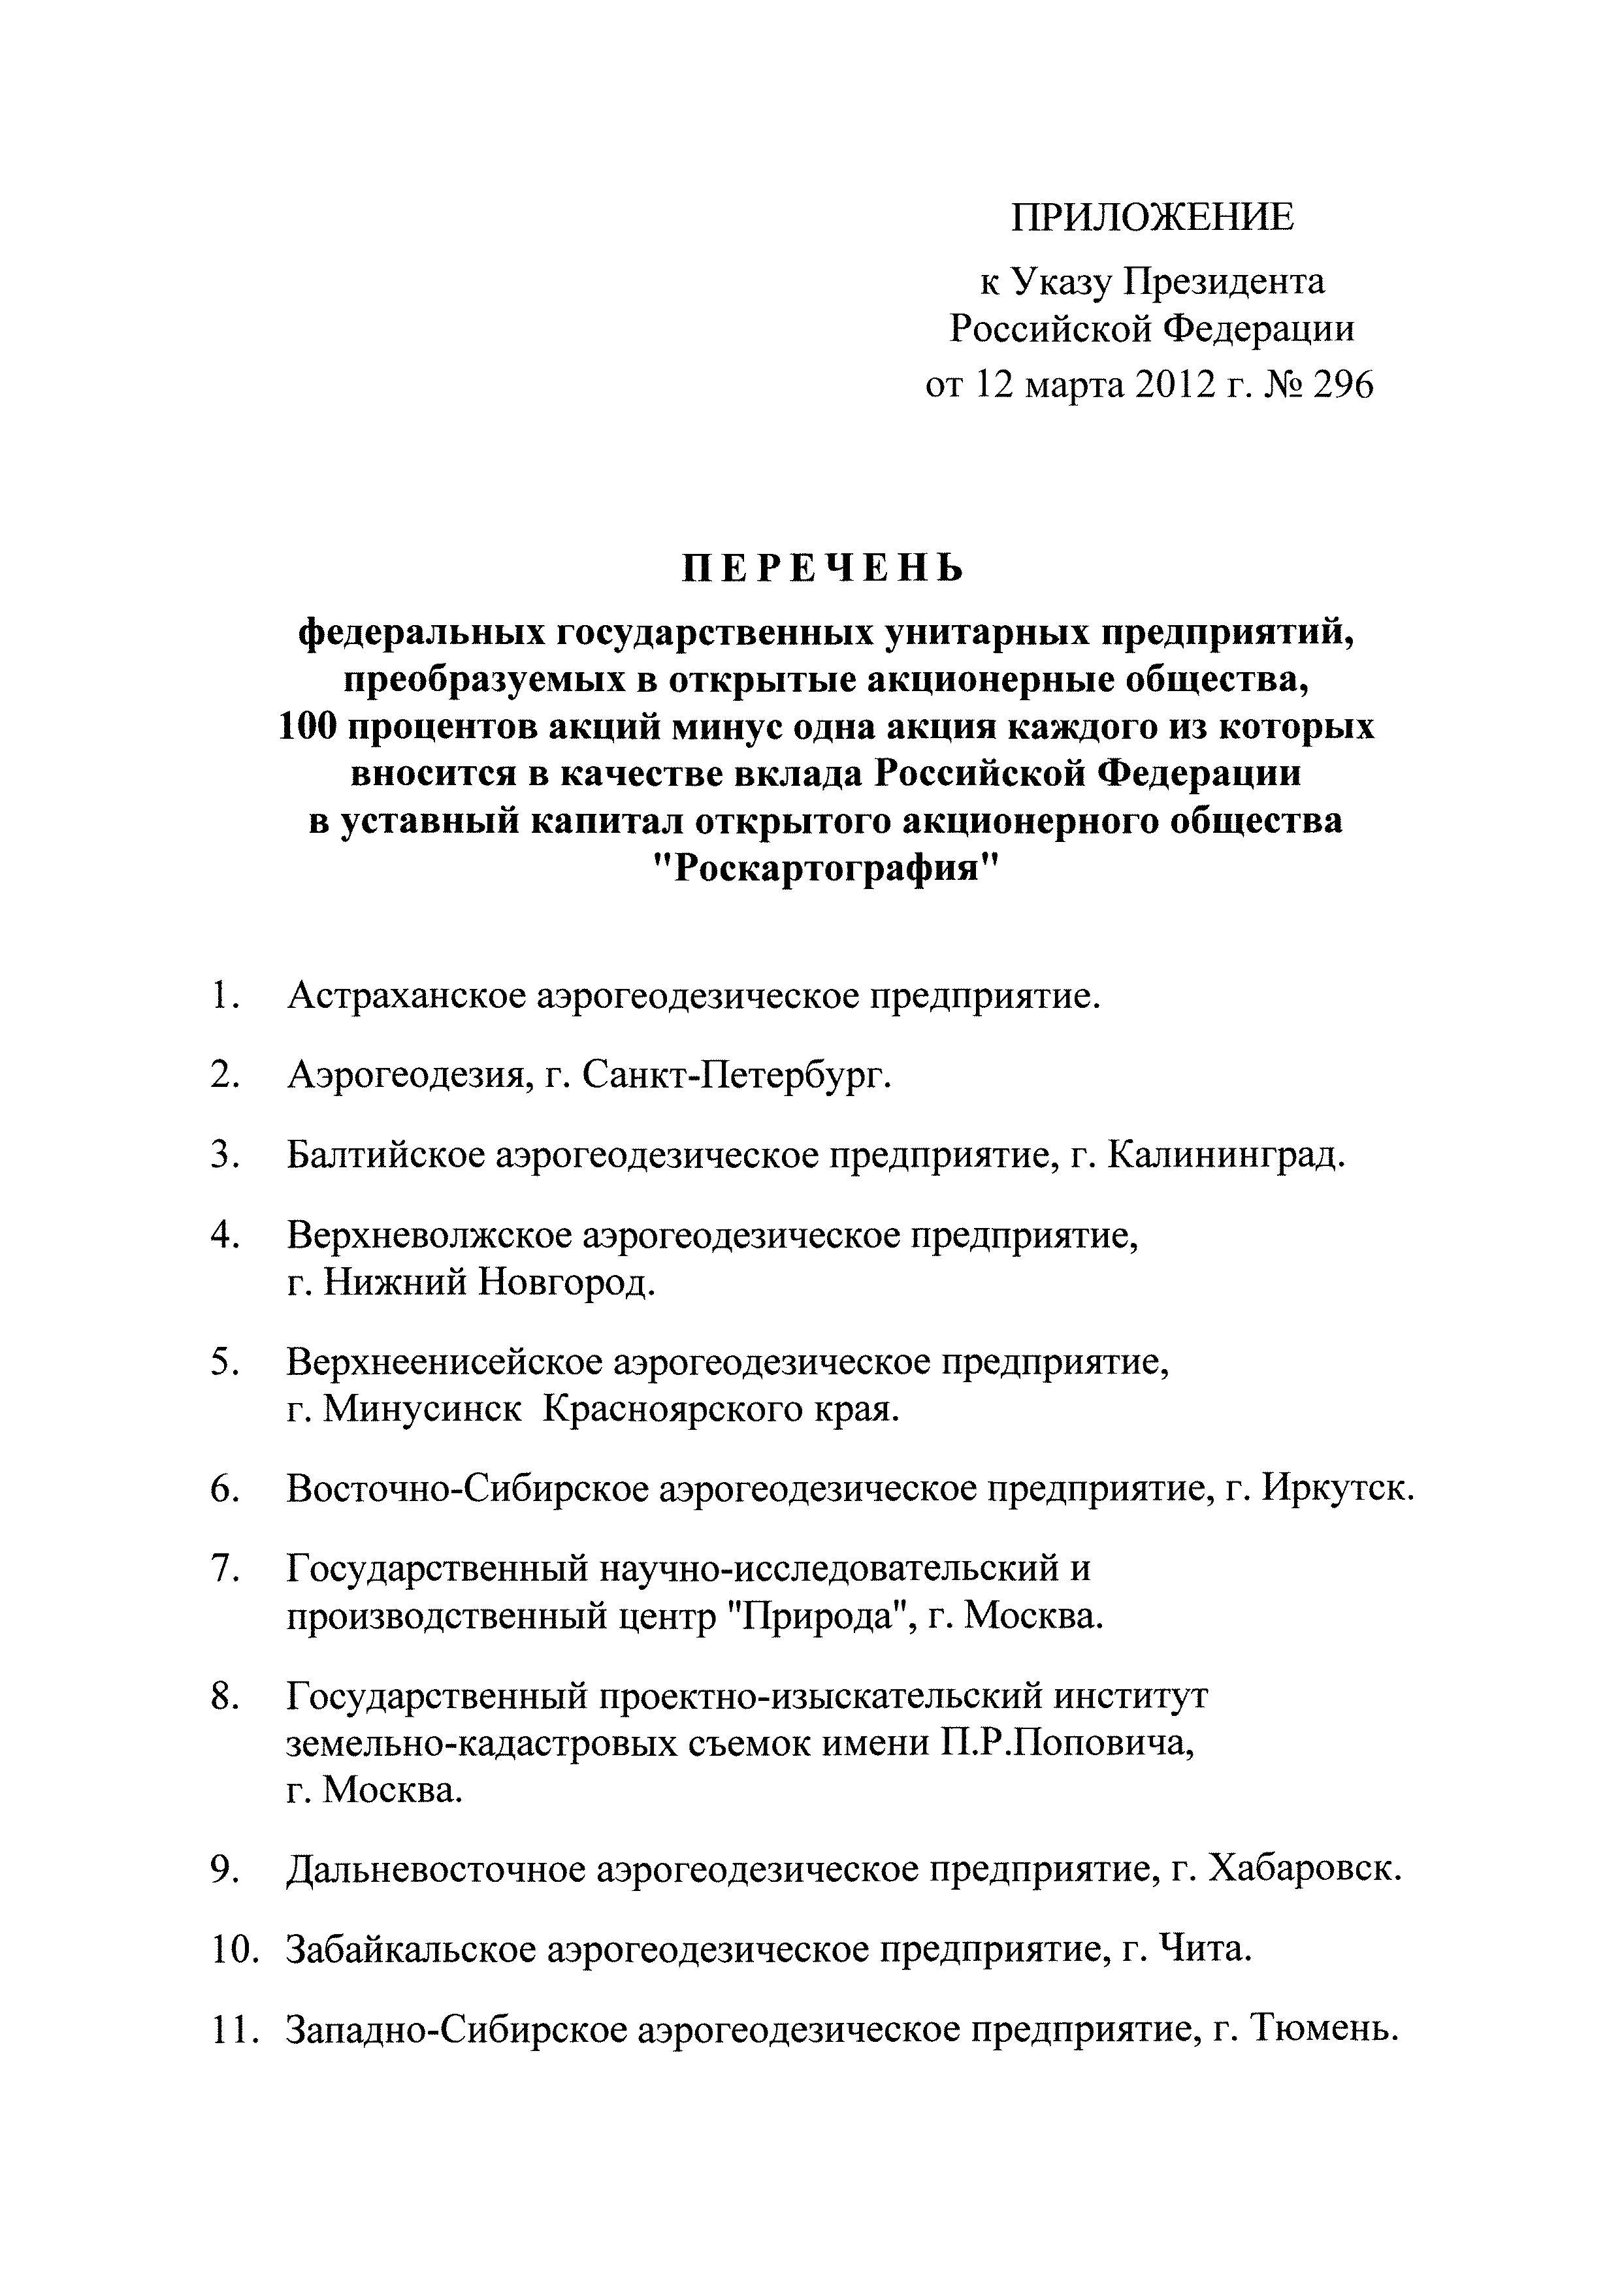 ПРИЛОЖЕНИЕ
к Указу Президента
Российской Федерации
от 12 марта 2012 г. № 296
ПЕРЕЧЕНЬ
федеральных государственных унитарных предприятий,
преобразуемых в открытые акционерные общества,
100 процентов акций минус одна акция каждого из которых
вносится в качестве вклада Российской Федерации
в уставный капитал открытого акционерного общества
"Роскартография"
1. Астраханское аэрогеодезическое предприятие.
2. Аэрогеодезия, г. Санкт-Петербург.
3. Балтийское аэрогеодезическое предприятие, г. Калининград.
4. Верхневолжское аэрогеодезическое предприятие,
г. Нижний Новгород.
5. Верхнеенисейское аэрогеодезическое предприятие,
г. Минусинск Красноярского края.
6. Восточно-Сибирское аэрогеодезическое предприятие, г. Иркутск.
7. Государственный научно-исследовательский и
производственный центр "Природа", г. Москва.
8. Государственный проектно-изыскательский институт
земельно-кадастровых съемок имени П.Р.Поповича,
г. Москва.
9. Дальневосточное аэрогеодезическое предприятие, г. Хабаровск.
10. Забайкальское аэрогеодезическое предприятие, г. Чита.
11. Западно-Сибирское аэрогеодезическое предприятие, г. Тюмень.